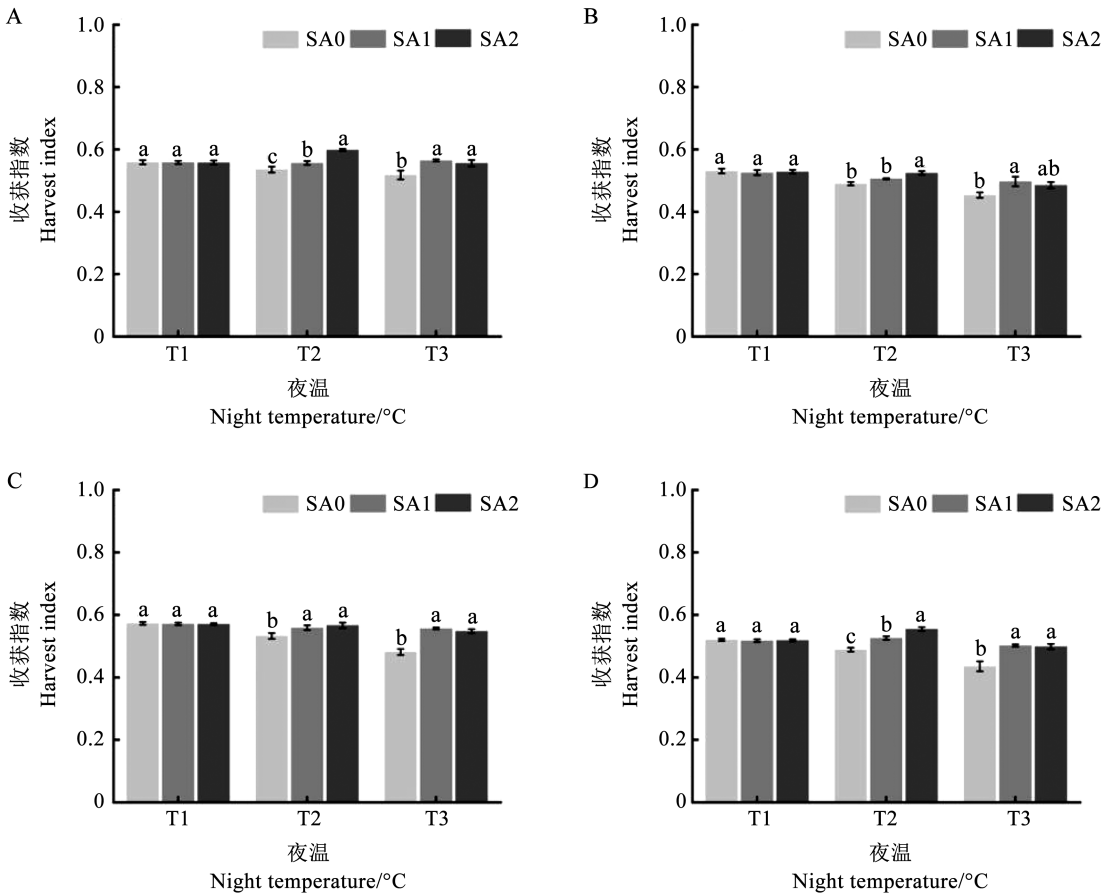 A
1.0
SA0 SA1 SA2
0.8
收获指数
Harvest index
0.6
a a a c b a b a a
0.4
0.2
0
T1 T2 T3
夜温
Night temperature/°C
B
1.0
SA0 SA1 SA2
0.8
收获指数
Harvest index
0.6
a a a b b a b a ab
0.4
0.2
0
T1 T2 T3
夜温
Night temperature/°C
C
1.0
SA0 SA1 SA2
0.8
收获指数
Harvest index
0.6
a a a b a a b a a
0.4
0.2
0
T1 T2 T3
夜温
Night temperature/°C
D
1.0
SA0 SA1 SA2
0.8
收获指数
Harvest index
0.6
a a a c b a b a a
0.4
0.2
0
T1 T2 T3
夜温
Night temperature/°C